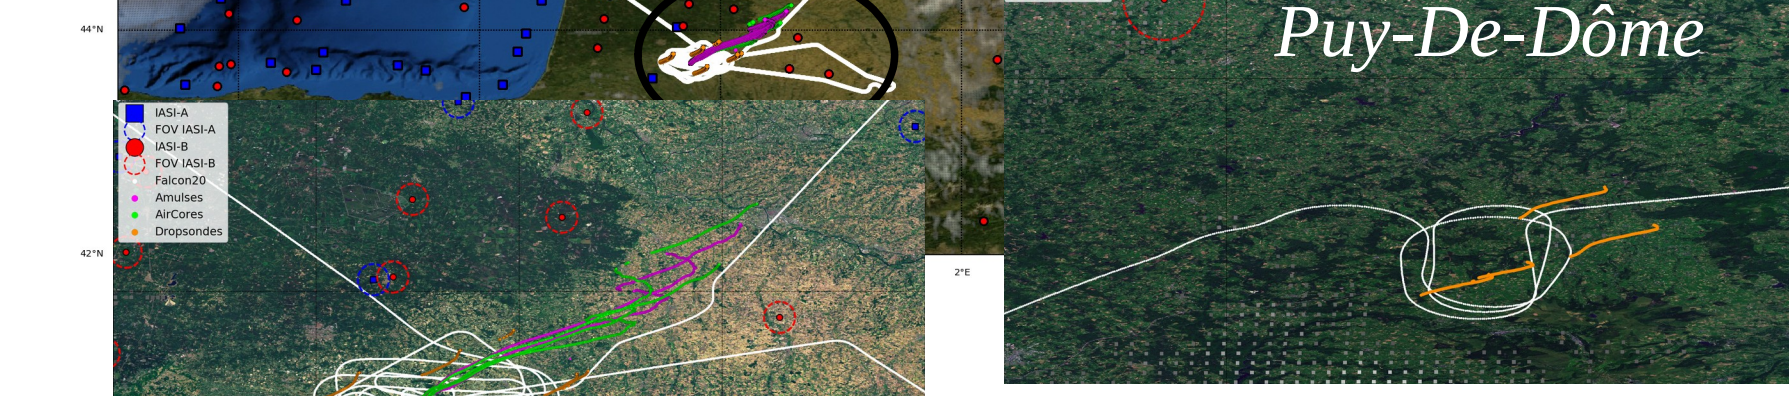 44°N
Puy-De-Dôme
IASI-A
FOV IASI-A
IASI-B
FOV IASI-B
Falcon20
Amulses
AirCores
Dropsondes
42°N
2°E